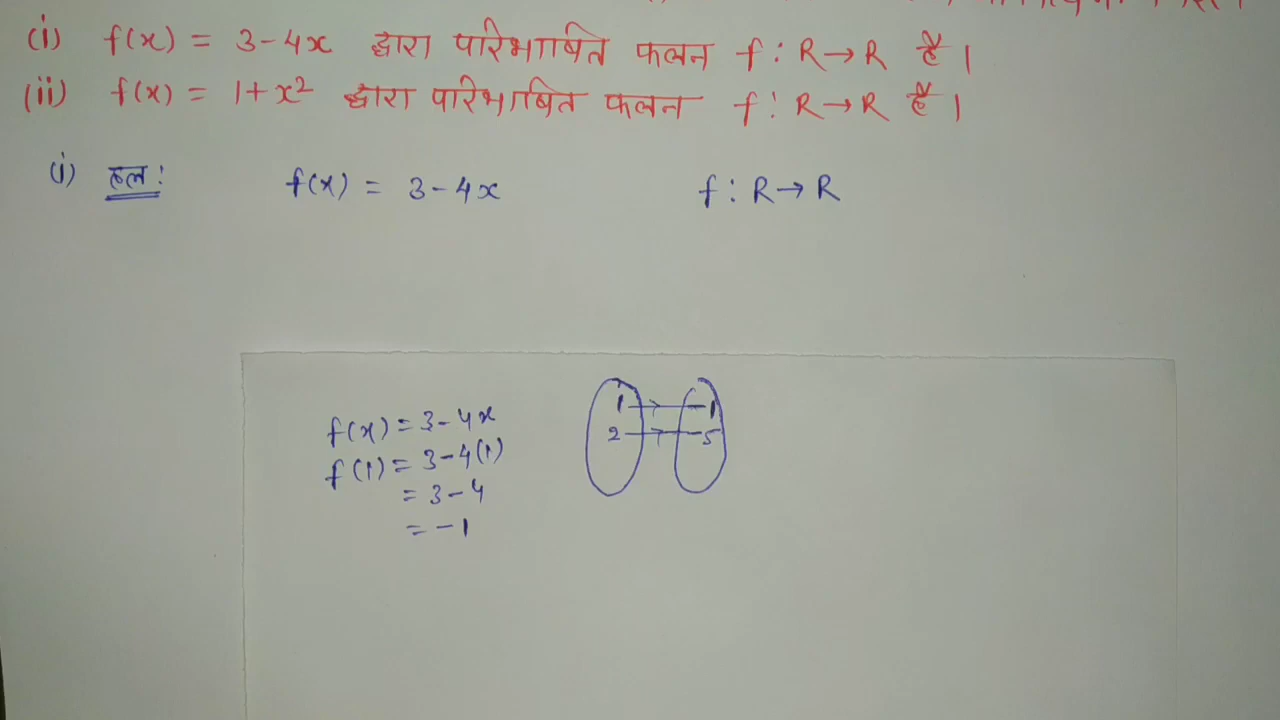 (i) f(x) = 3-4x द्वारा परिभाषित फलन f : R→R है।
(ii) f(x) = 1+x² द्वारा परिभाषित फलन f : R→R है।
(i) हल : f(x) = 3-4x f : R→R
f(x) = 3-4x
f(1) = 3-4(1)
= 3-4
= -1
1 → -1
2 → -5